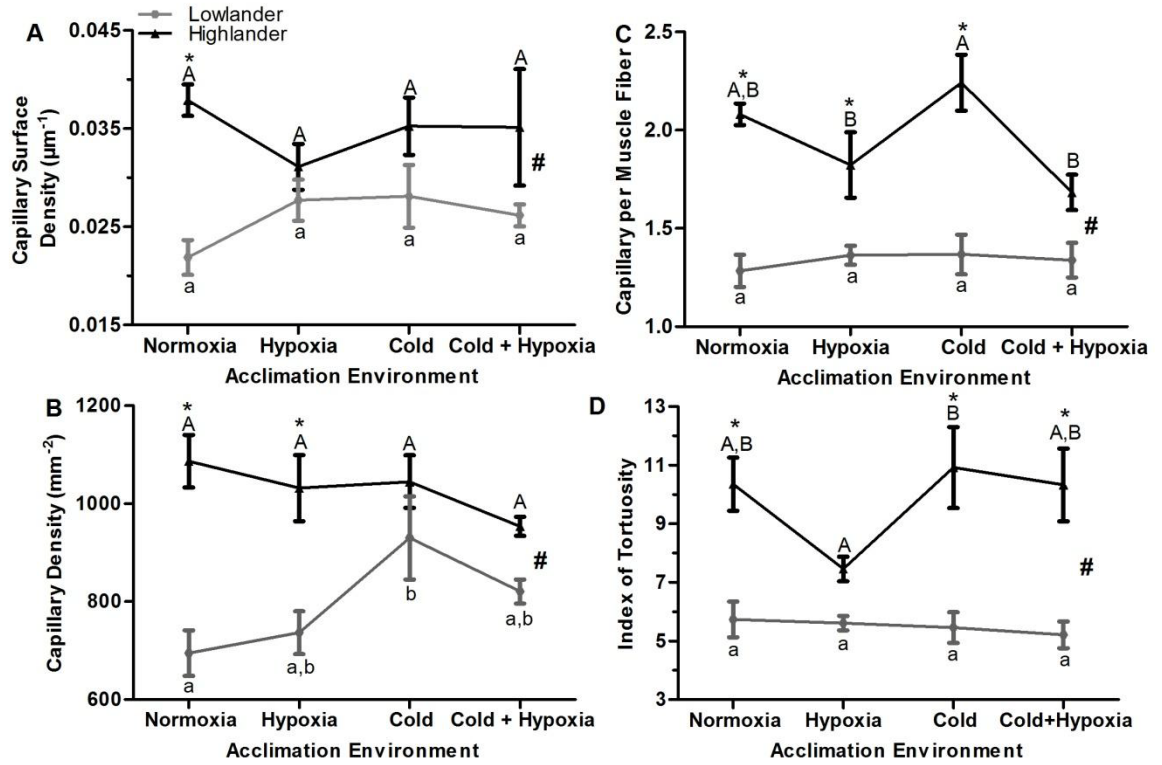 Lowlander
Highlander
A
Capillary Surface
Density (µm⁻¹)
0.045
0.035
0.025
0.015
*
A
A
A
A
#
a
a
a
a
Normoxia Hypoxia Cold Cold + Hypoxia
Acclimation Environment
B
Capillary Density (mm⁻²)
1200
1000
800
600
*
A
*
A
A
A
#
a
a,b
b
a,b
Normoxia Hypoxia Cold Cold + Hypoxia
Acclimation Environment
C
Capillary per Muscle Fiber
2.5
2.0
1.5
1.0
*
A,B
*
B
*
A
B
#
a
a
a
a
Normoxia Hypoxia Cold Cold + Hypoxia
Acclimation Environment
D
Index of Tortuosity
13
11
9
7
5
3
*
A,B
A
*
B
*
A,B
#
a
a
a
a
Normoxia Hypoxia Cold Cold+Hypoxia
Acclimation Environment